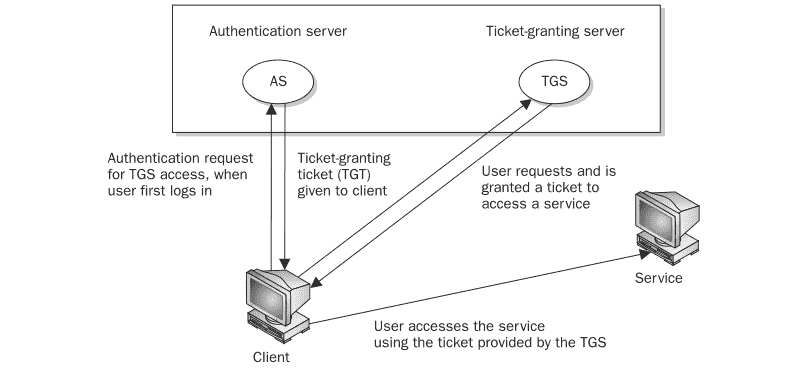 Authentication server
Ticket-granting server
AS
TGS
Authentication request
for TGS access, when
user first logs in
Ticket-granting
ticket (TGT)
given to client
User requests and is
granted a ticket to
access a service
Service
User accesses the service
using the ticket provided by the TGS
Client